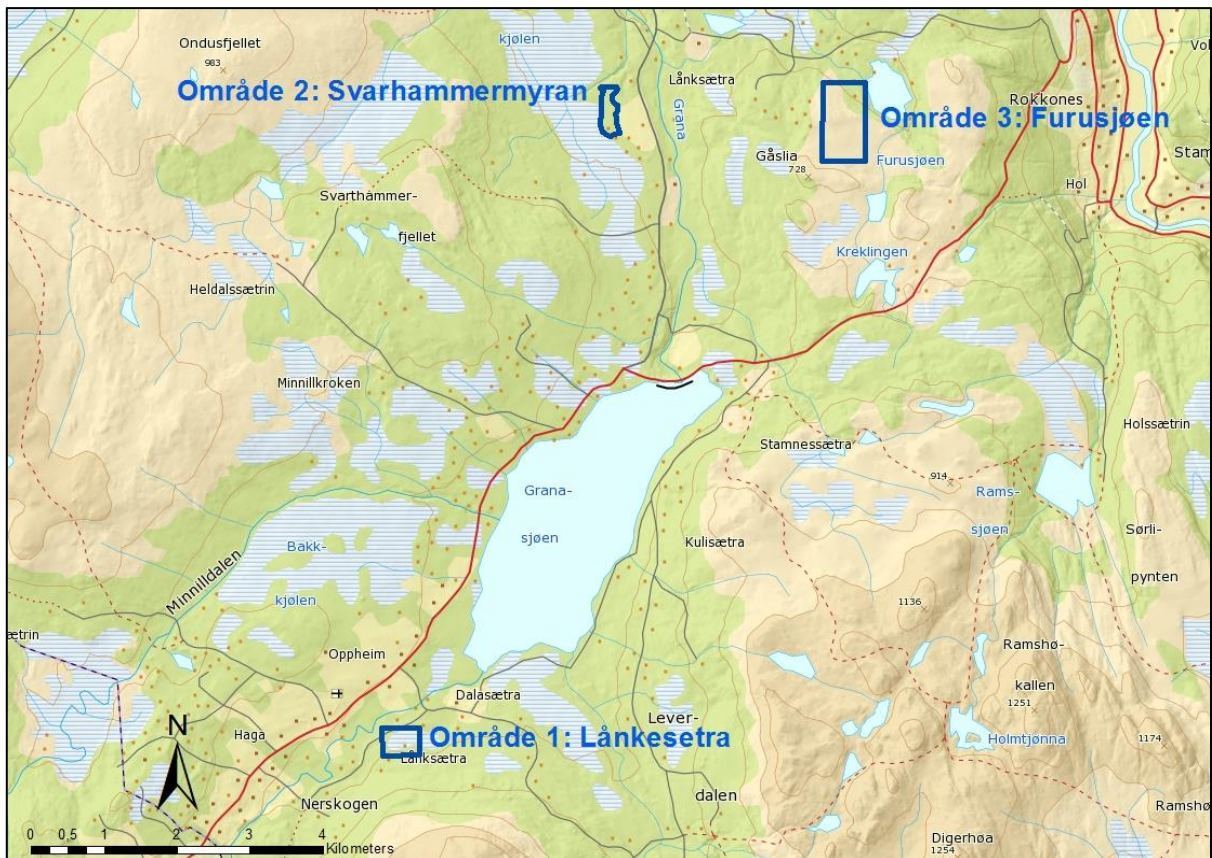 Ondusfjellet
983
kjølen
Lånksætra
Vol
Område 2: Svarhammermyran
Grana
Rokkones
Område 3: Furusjøen
Gåslia
728
Furusjøen
Stam
Hol
Svarthammer-
fjellet
Kreklingen
Heldalssætrin
Minnillkroken
Stamnessætra
Holssætrin
914
Grana-
sjøen
Rams-
sjøen
Bakk-
kjølen
Kulisætra
Sørli-
pynten
Minnilldalen
1136
ætrin
Oppheim
Ramshø-
kallen
1251
Dalasætra
Lever-
dalen
Haga
Område 1: Lånkesetra
Holmtjønna
1174
Lånksætra
N
Nerskogen
Ramshø
Digerhøa
1254
0 0,5 1 2 3 4
Kilometers